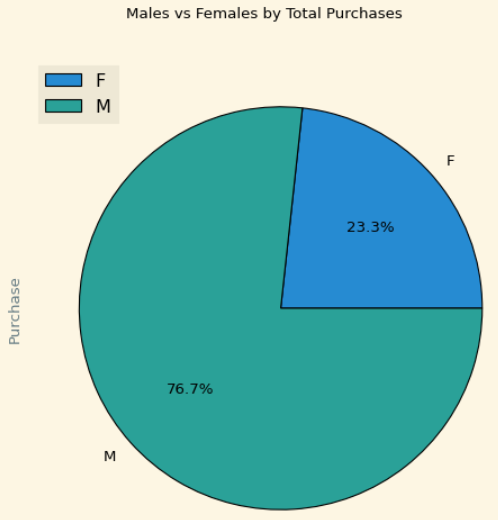 Males vs Females by Total Purchases
F
M
F
23.3%
Purchase
76.7%
M